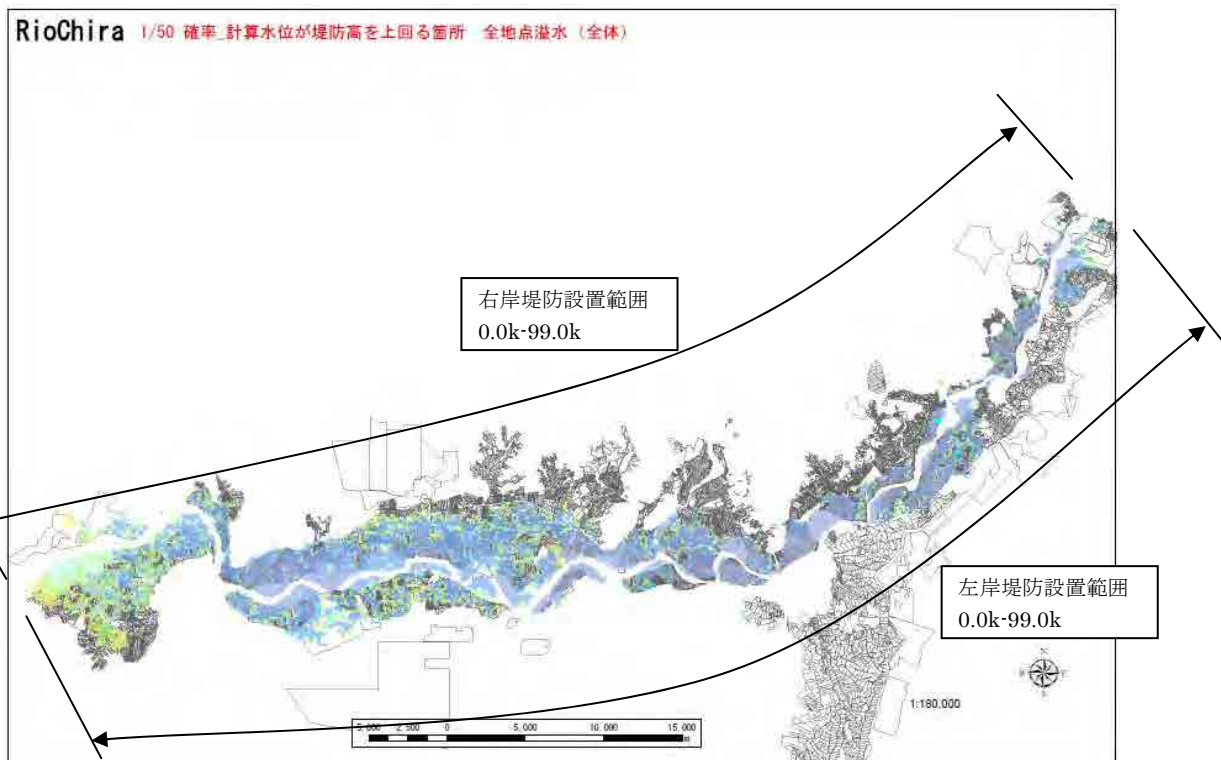 RioChira 1/50 確率_計算水位が堤防高を上回る箇所 全地点溢水（全体）
右岸堤防設置範囲
0.0k-99.0k
左岸堤防設置範囲
0.0k-99.0k
N
1:180,000
5,000 2,500 0 5,000 10,000 15,000
m